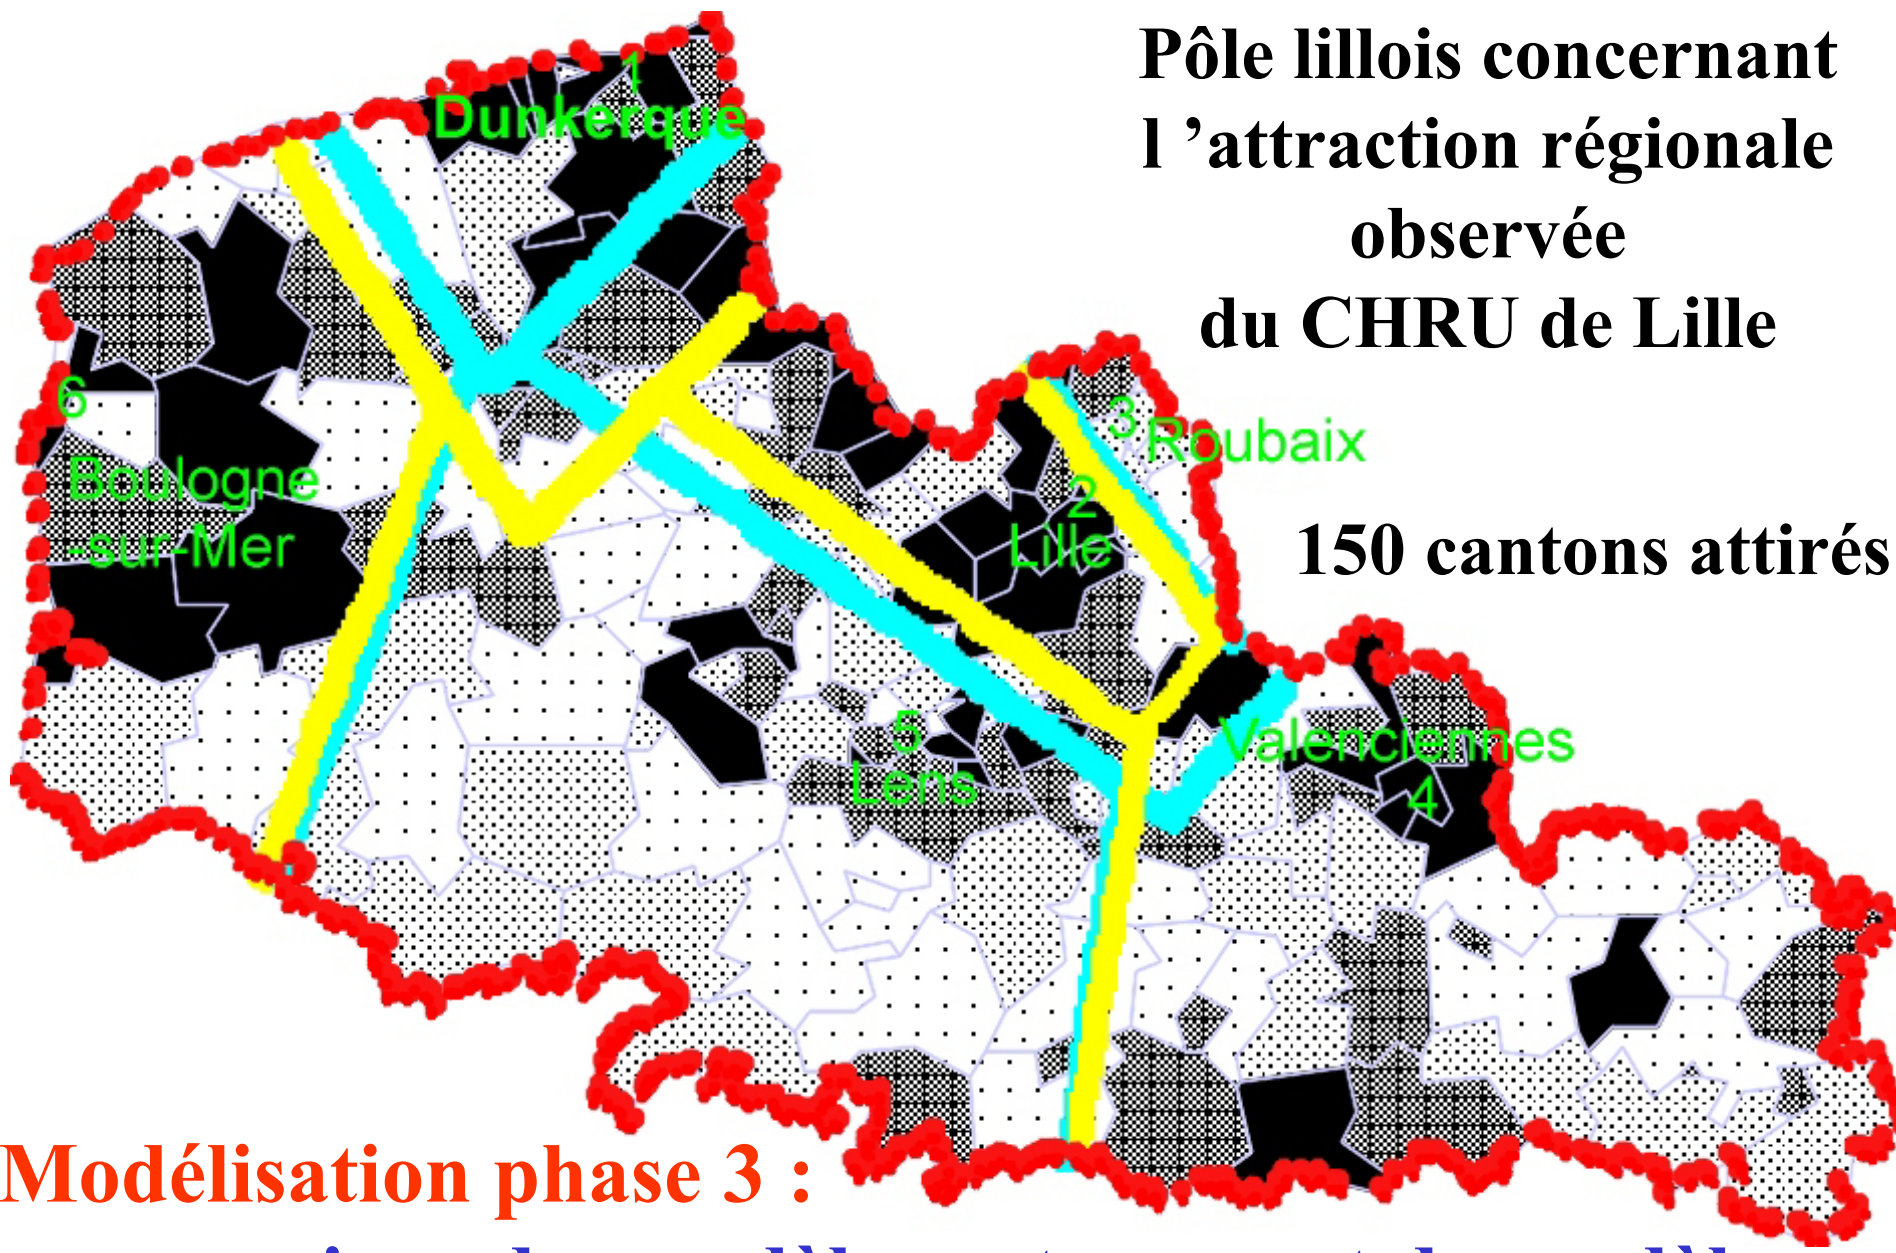 Pôle lillois concernant
l ’attraction régionale
observée
du CHRU de Lille
1
Dunkerque
6
Boulogne
-sur-Mer
3
Roubaix
2
Lille
150 cantons attirés
5
Lens
Valenciennes
4
Modélisation phase 3 :